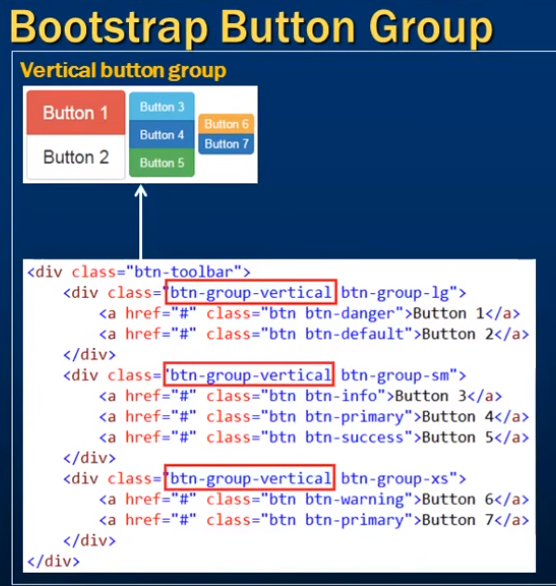 Bootstrap Button Group
Vertical button group
Button 1
Button 2
Button 3
Button 4
Button 5
Button 6
Button 7
<div class="btn-toolbar">
<div class="btn-group-vertical btn-group-lg">
<a href="#" class="btn btn-danger">Button 1</a>
<a href="#" class="btn btn-default">Button 2</a>
</div>
<div class="btn-group-vertical btn-group-sm">
<a href="#" class="btn btn-info">Button 3</a>
<a href="#" class="btn btn-primary">Button 4</a>
<a href="#" class="btn btn-success">Button 5</a>
</div>
<div class="btn-group-vertical btn-group-xs">
<a href="#" class="btn btn-warning">Button 6</a>
<a href="#" class="btn btn-primary">Button 7</a>
</div>
</div>